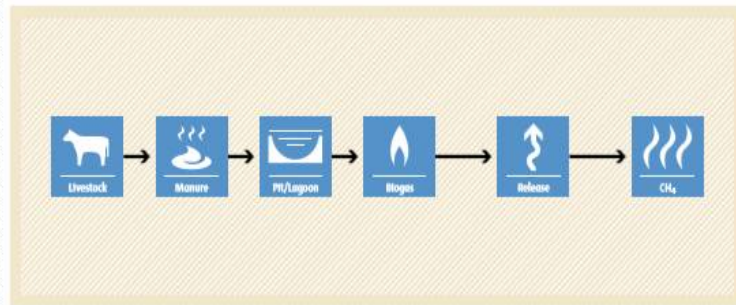 Livestock
Manure
Pit/Lagoon
Biogas
Release
CH₄